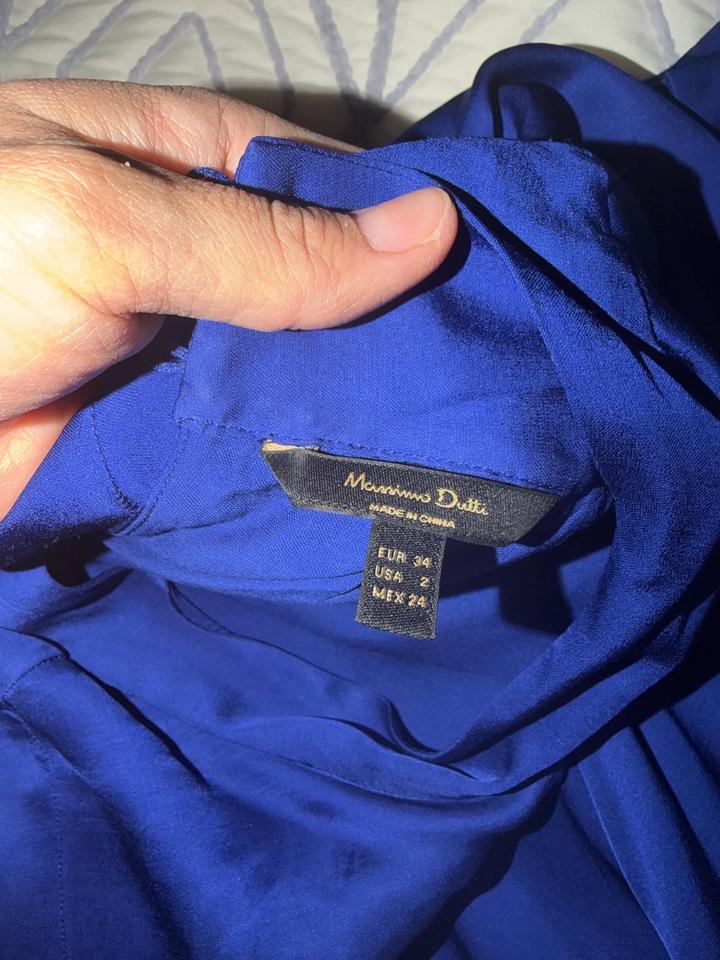 Massimo Dutti
MADE IN CHINA
EUR 34
USA 2
MEX 24